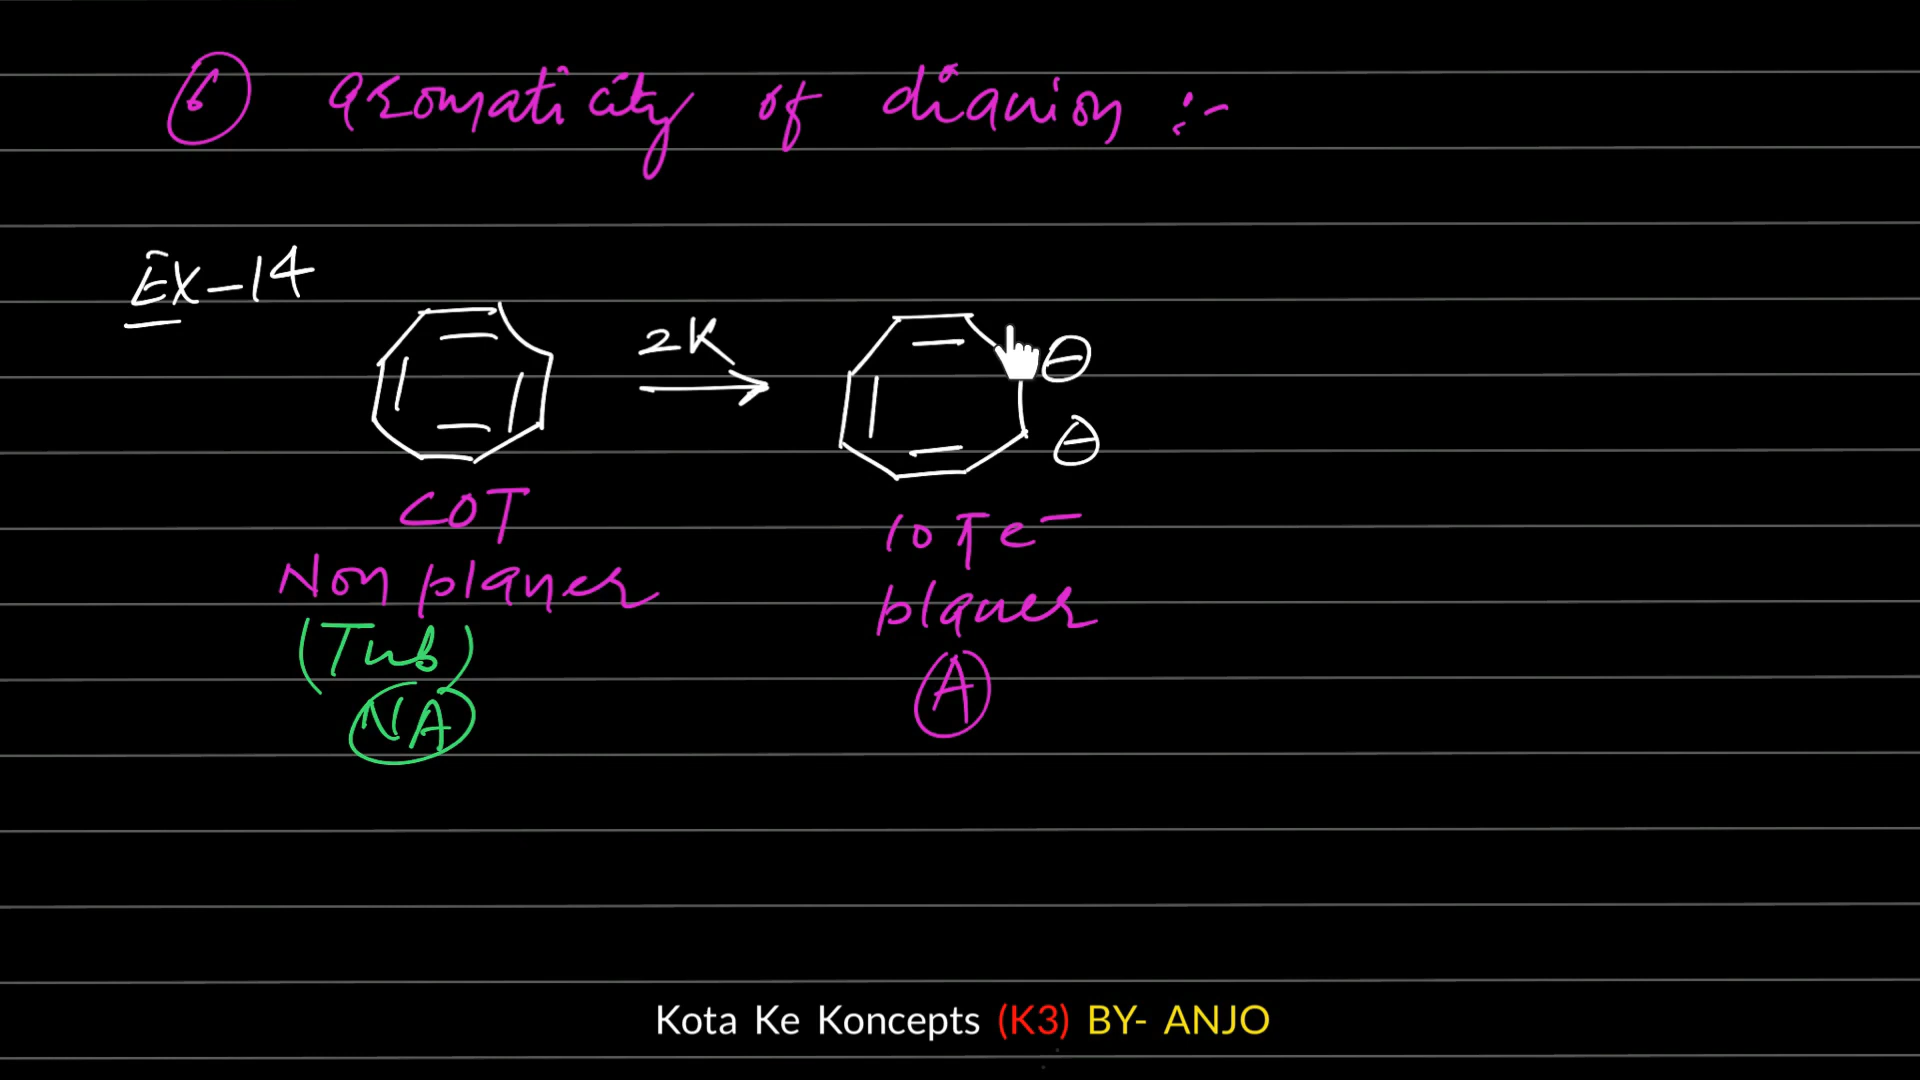 6 Aromaticity of dianion :-
EX-14
2K
⊖
⊖
COT
10 π e⁻
Non planer
planer
(Tub)
NA
A
Kota Ke Koncepts (K3) BY- ANJO